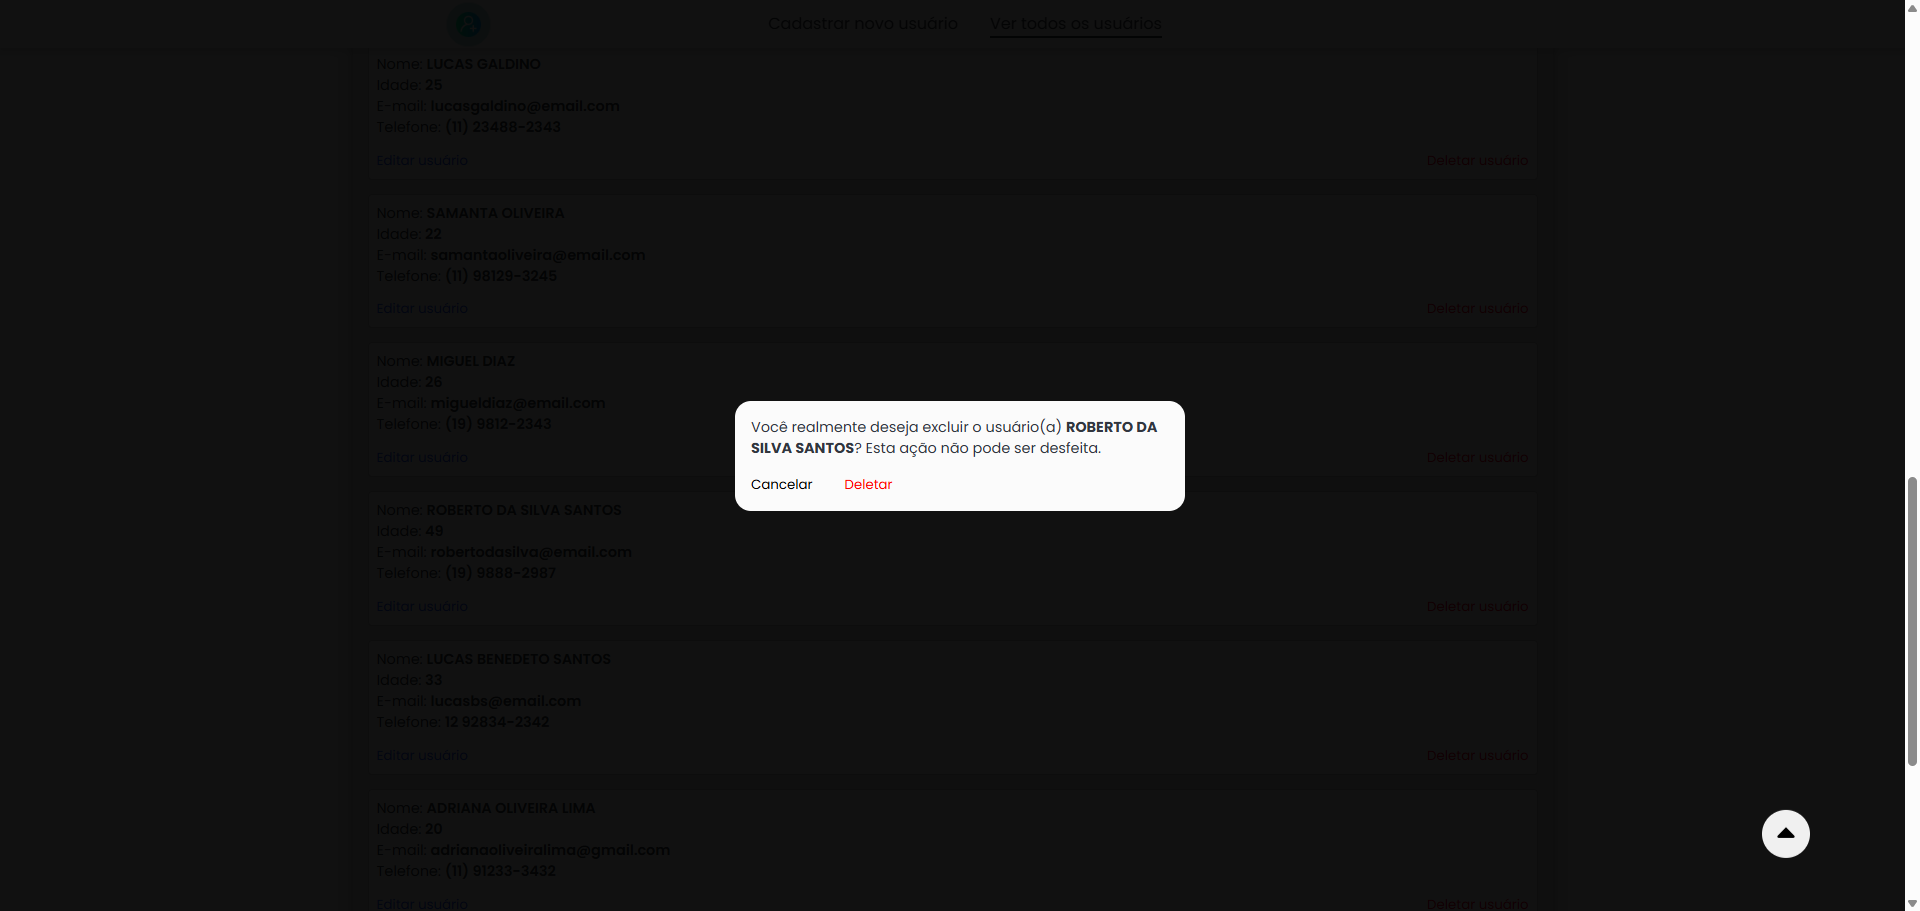 Cadastrar novo usuário Ver todos os usuários
Nome: LUCAS GALDINO
Idade: 25
E-mail: lucasgaldino@email.com
Telefone: (11) 23488-2343
Editar usuário Deletar usuário
Nome: SAMANTA OLIVEIRA
Idade: 22
E-mail: samantaoliveira@email.com
Telefone: (11) 98129-3245
Editar usuário Deletar usuário
Nome: MIGUEL DIAZ
Idade: 26
E-mail: migueldiaz@email.com
Telefone: (19) 9812-2343
Editar usuário Deletar usuário
Você realmente deseja excluir o usuário(a) ROBERTO DA
SILVA SANTOS? Esta ação não pode ser desfeita.
Cancelar Deletar
Nome: ROBERTO DA SILVA SANTOS
Idade: 49
E-mail: robertodasilva@email.com
Telefone: (19) 9888-2987
Editar usuário Deletar usuário
Nome: LUCAS BENEDETO SANTOS
Idade: 33
E-mail: lucasbs@email.com
Telefone: 12 92834-2342
Editar usuário Deletar usuário
Nome: ADRIANA OLIVEIRA LIMA
Idade: 20
E-mail: adrianaoliveiralima@gmail.com
Telefone: (11) 91233-3432
Editar usuário Deletar usuário